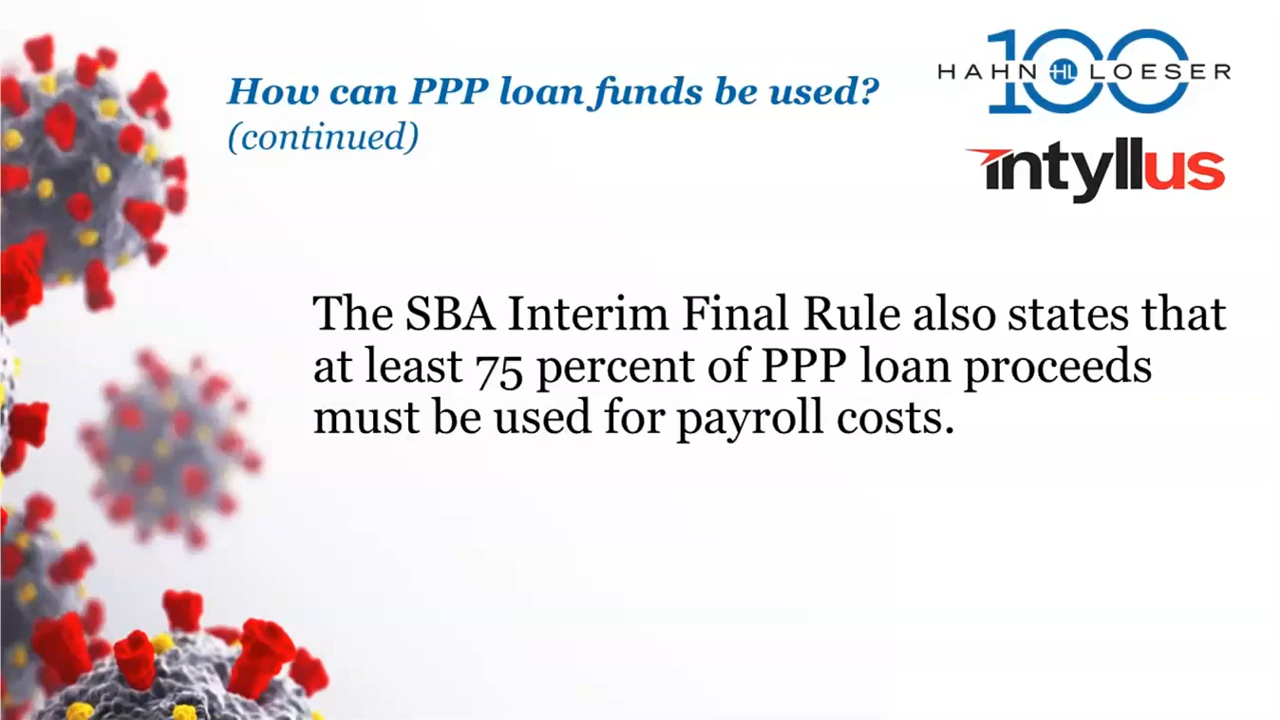 How can PPP loan funds be used?
(continued)
100
HAHN HL LOESER
intyllus
The SBA Interim Final Rule also states that
at least 75 percent of PPP loan proceeds
must be used for payroll costs.